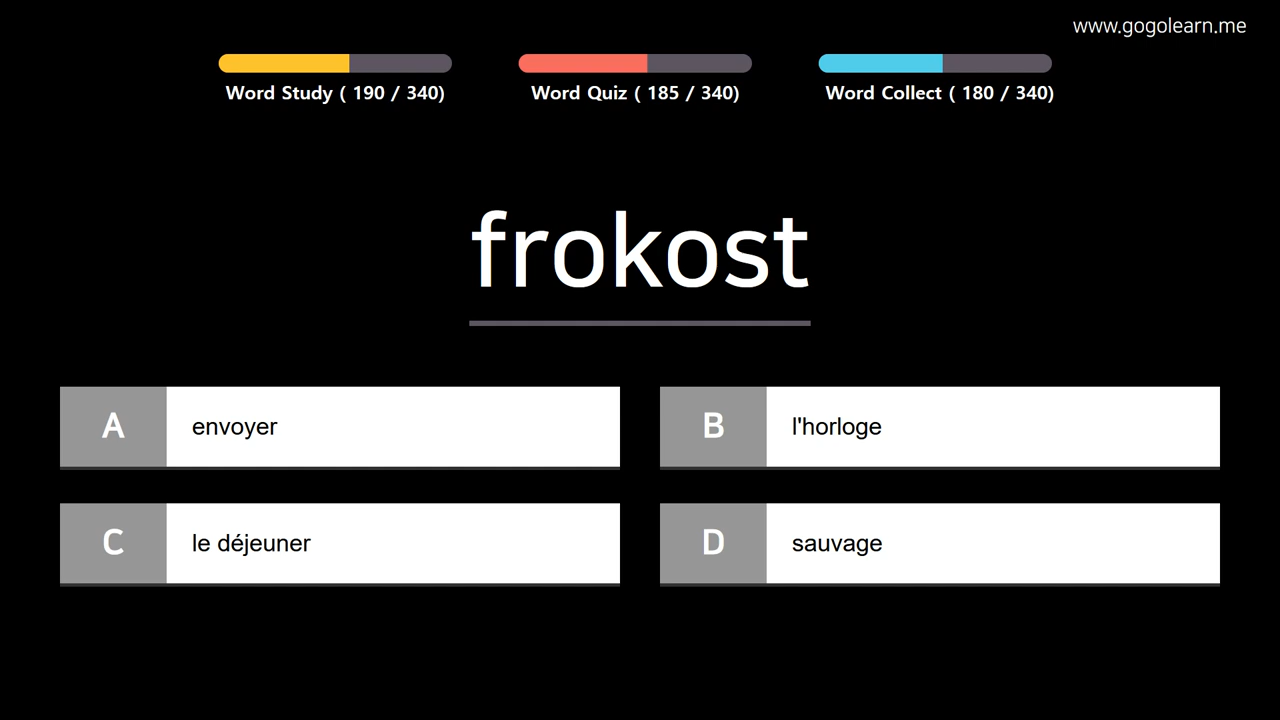 www.gogolearn.me
Word Study ( 190 / 340)
Word Quiz ( 185 / 340)
Word Collect ( 180 / 340)
frokost
A
envoyer
B
l'horloge
C
le déjeuner
D
sauvage